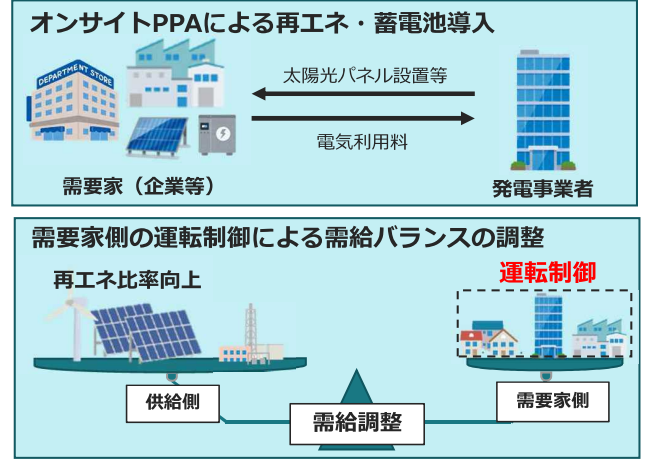 オンサイトPPAによる再エネ・蓄電池導入
DEPARTMENT STORE
太陽光パネル設置等
電気利用料
需要家（企業等）
発電事業者
需要家側の運転制御による需給バランスの調整
再エネ比率向上
運転制御
供給側
需給調整
需要家側